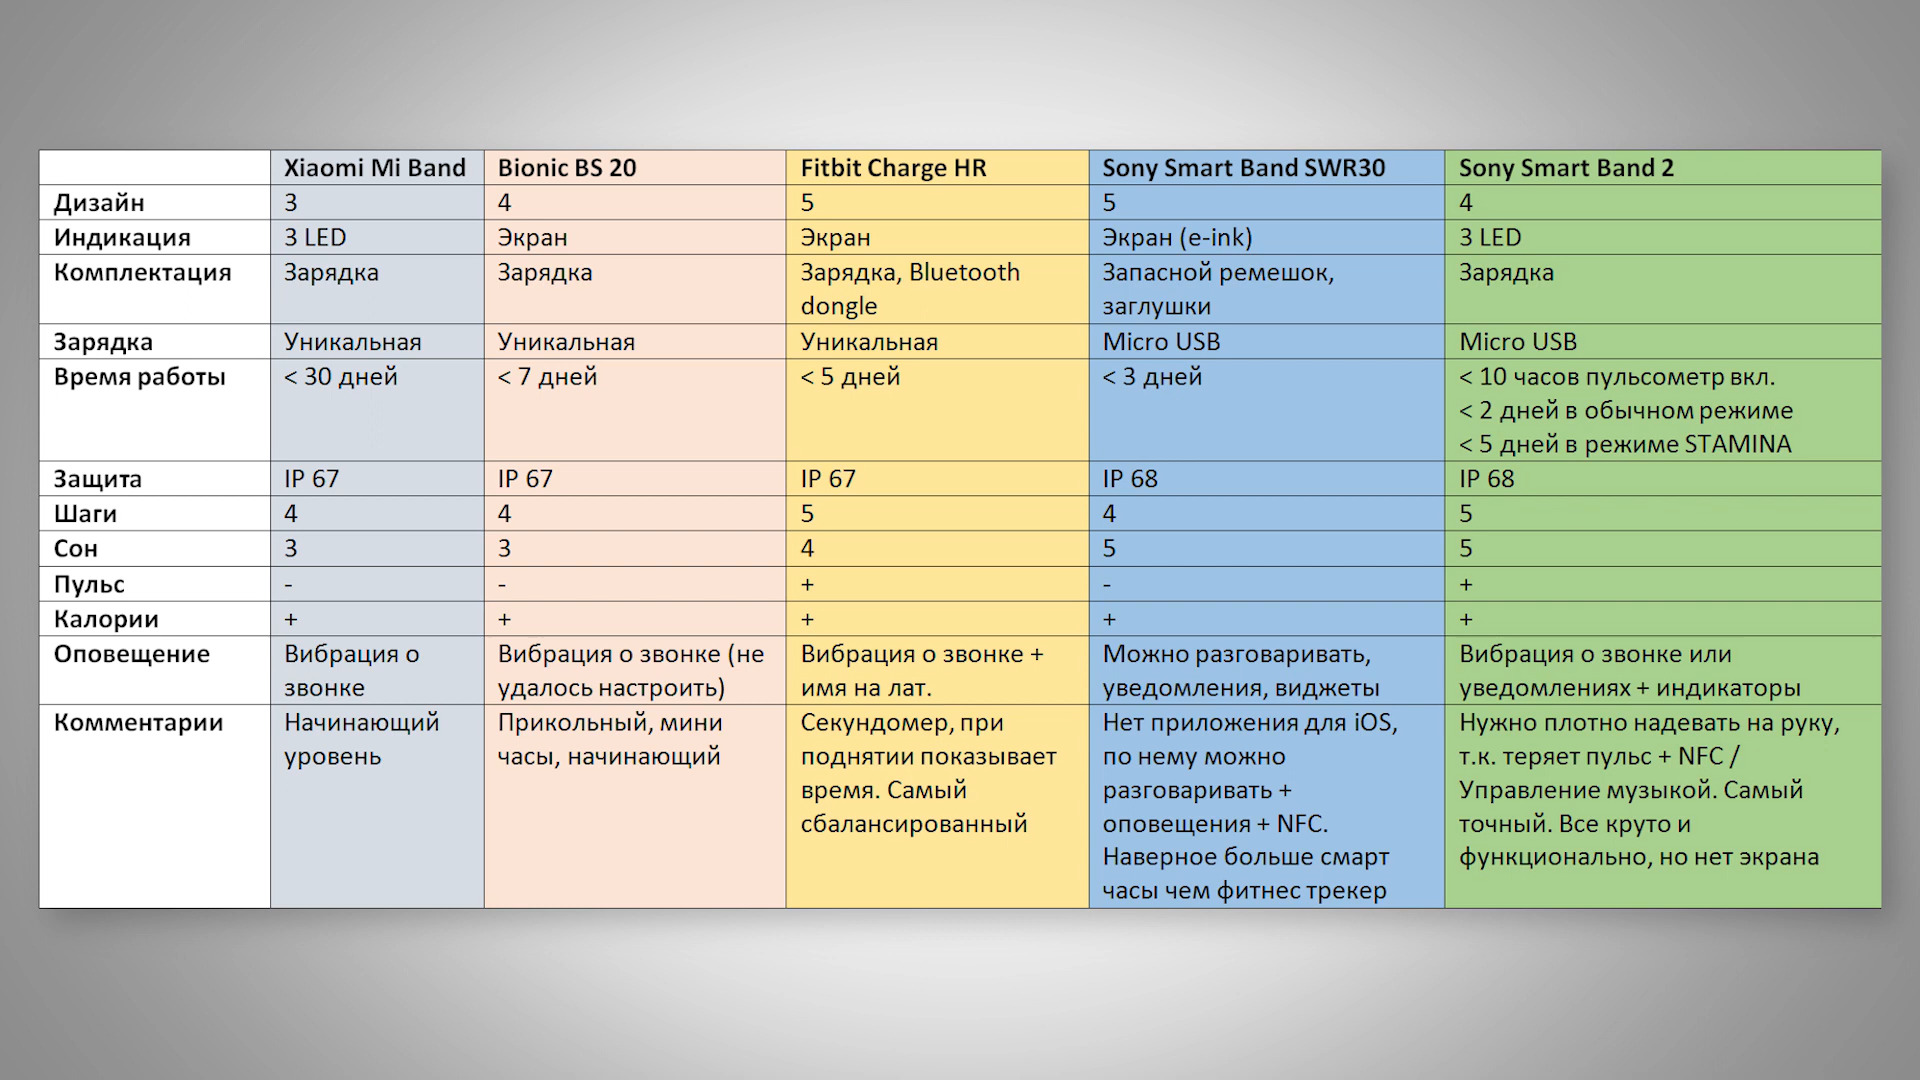 Xiaomi Mi Band Bionic BS 20 Fitbit Charge HR Sony Smart Band SWR30 Sony Smart Band 2
Дизайн 3 4 5 5 4
Индикация 3 LED Экран Экран Экран (e-ink) 3 LED
Комплектация Зарядка Зарядка Зарядка, Bluetooth Запасной ремешок, Зарядка
dongle заглушки
Зарядка Уникальная Уникальная Уникальная Micro USB Micro USB
Время работы < 30 дней < 7 дней < 5 дней < 3 дней < 10 часов пульсометр вкл.
< 2 дней в обычном режиме
< 5 дней в режиме STAMINA
Защита IP 67 IP 67 IP 67 IP 68 IP 68
Шаги 4 4 5 4 5
Сон 3 3 4 5 5
Пульс - - + - +
Калории + + + + +
Оповещение Вибрация о Вибрация о звонке (не Вибрация о звонке + Можно разговаривать, Вибрация о звонке или
звонке удалось настроить) имя на лат. уведомления, виджеты уведомлениях + индикаторы
Комментарии Начинающий Прикольный, мини Секундомер, при Нет приложения для iOS, Нужно плотно надевать на руку,
уровень часы, начинающий поднятии показывает по нему можно т.к. теряет пульс + NFC /
время. Самый разговаривать + Управление музыкой. Самый
сбалансированный оповещения + NFC. точный. Все круто и
Наверное больше смарт функционально, но нет экрана
часы чем фитнес трекер